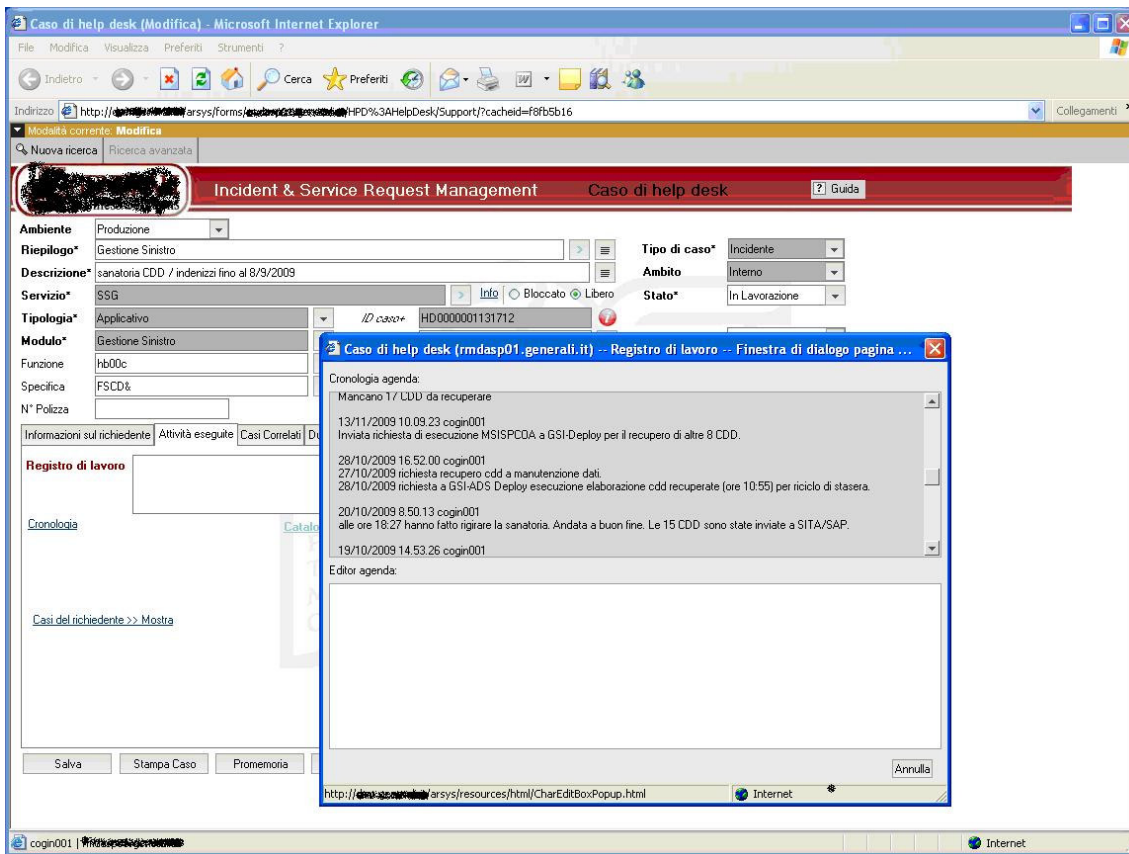 Caso di help desk (Modifica) - Microsoft Internet Explorer
File Modifica Visualizza Preferiti Strumenti ?
Indietro Cerca Preferiti
Indirizzo http:// arsys/forms/ /HPD%3AHelpDesk/Support/?cacheid=f8fb5b16 Collegamenti
Modalità corrente: Modifica
Nuova ricerca Ricerca avanzata
Incident & Service Request Management Caso di help desk ? Guida
Ambiente Produzione
Riepilogo* Gestione Sinistro Tipo di caso* Incidente
Descrizione* sanatoria CDD / indenizzi fino al 8/9/2009 Ambito Interno
Servizio* SSG Info Bloccato Libero Stato* In Lavorazione
Tipologia* Applicativo ID caso+ HD0000001131712
Modulo* Gestione Sinistro
Funzione hb00c
Specifica FSCD&
N° Polizza
Informazioni sul richiedente Attività eseguite Casi Correlati
Registro di lavoro
Cronologia
Casi del richiedente >> Mostra
Salva Stampa Caso Promemoria
Caso di help desk (rmdasp01.generali.it) -- Registro di lavoro -- Finestra di dialogo pagina ...
Cronologia agenda:
Mancano 17 CDD da recuperare
13/11/2009 10.09.23 cogin001
Inviata richiesta di esecuzione MSISPCOA a GSI-Deploy per il recupero di altre 8 CDD.
28/10/2009 16.52.00 cogin001
27/10/2009 richiesta recupero cdd a manutenzione dati.
28/10/2009 richiesta a GSI-ADS Deploy esecuzione elaborazione cdd recuperate (ore 10:55) per riciclo di stasera.
20/10/2009 8.50.13 cogin001
alle ore 18:27 hanno fatto rigirare la sanatoria. Andata a buon fine. Le 15 CDD sono state inviate a SITA/SAP.
19/10/2009 14.53.26 cogin001
Editor agenda:
Annulla
http:// /arsys/resources/html/CharEditBoxPopup.html Internet
cogin001 Internet